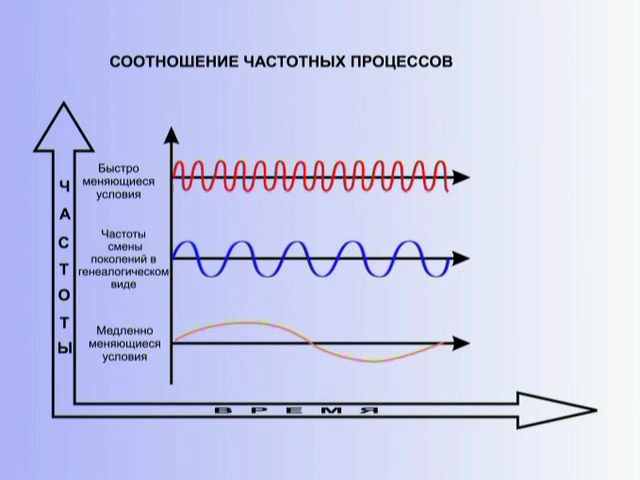 СООТНОШЕНИЕ ЧАСТОТНЫХ ПРОЦЕССОВ
Быстро
меняющиеся
условия
Частоты
смены
поколений в
генеалогическом
виде
Медленно
меняющиеся
условия
ЧАСТОТЫ
ВРЕМЯ